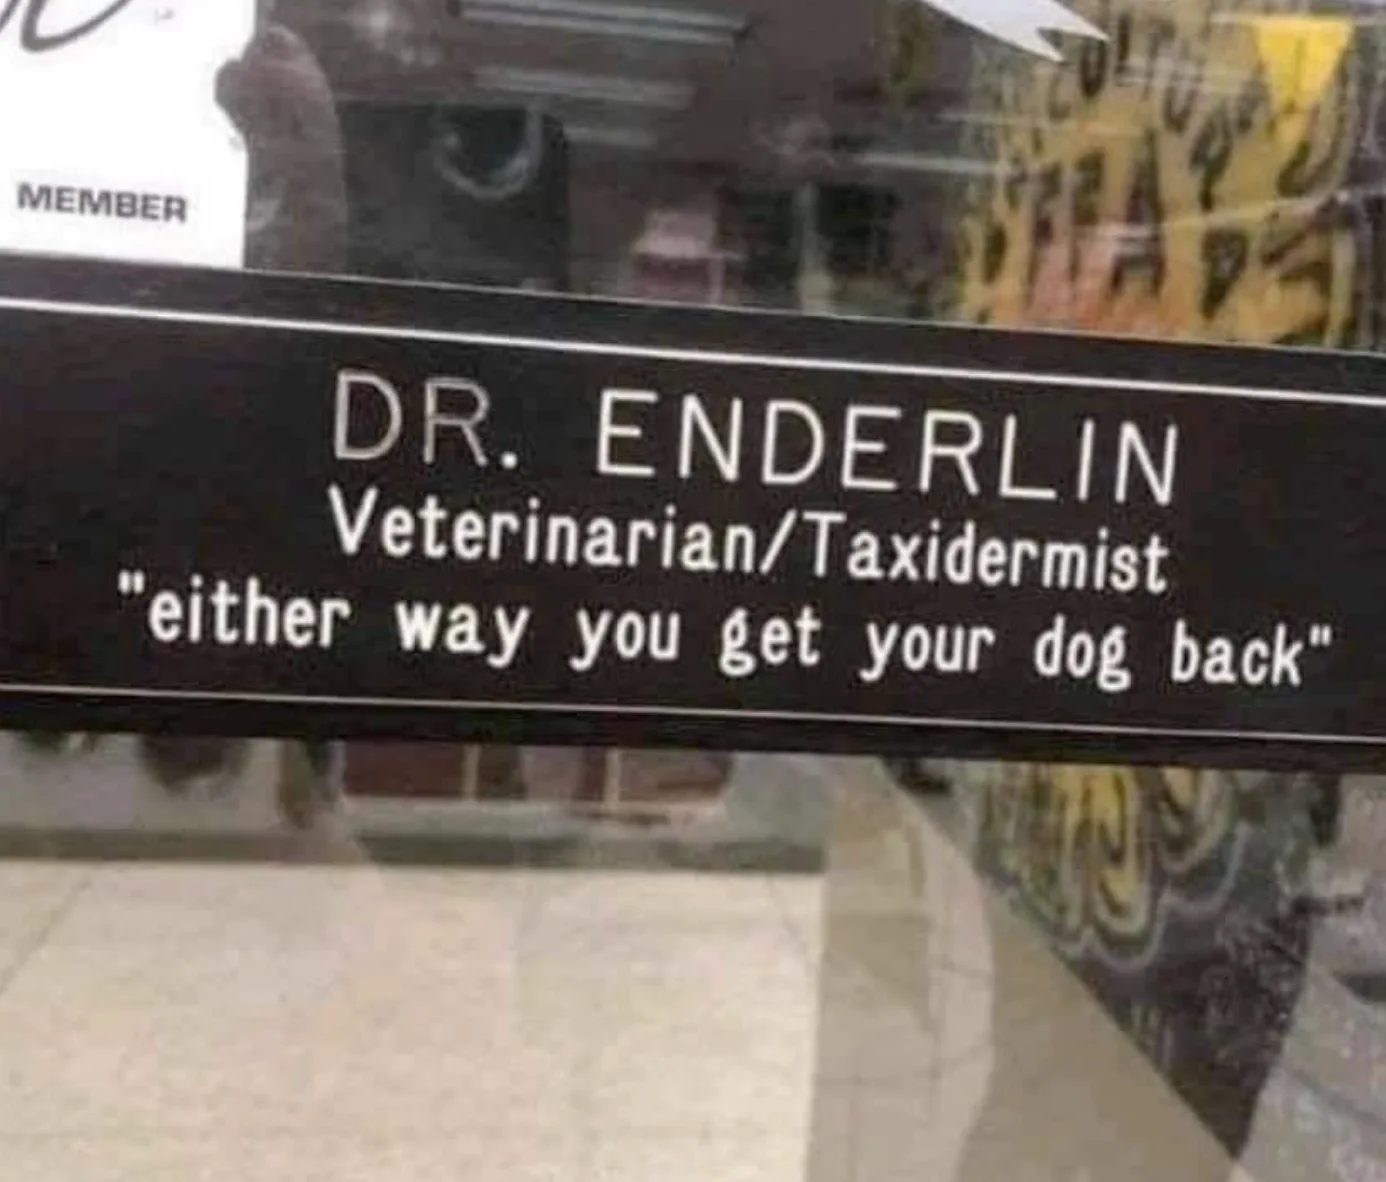 MEMBER
DR. ENDERLIN
Veterinarian/Taxidermist
"either way you get your dog back"